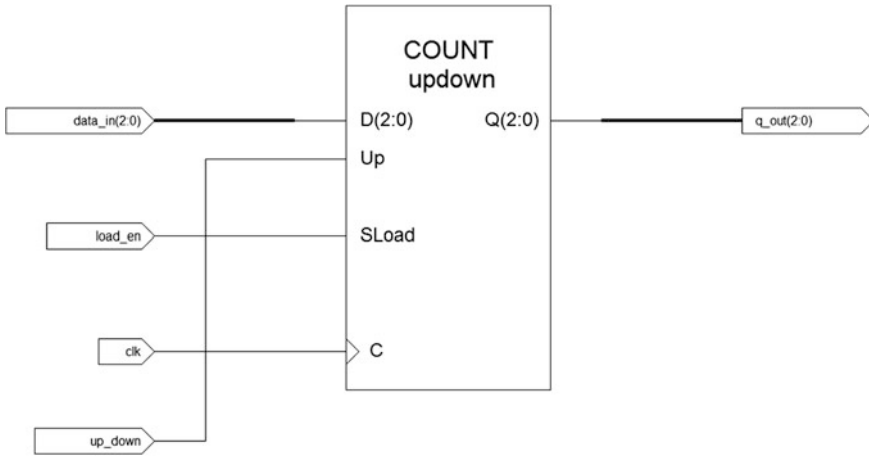 COUNT
updown
data_in(2:0)
D(2:0)
Q(2:0)
q_out(2:0)
Up
load_en
SLoad
clk
C
up_down